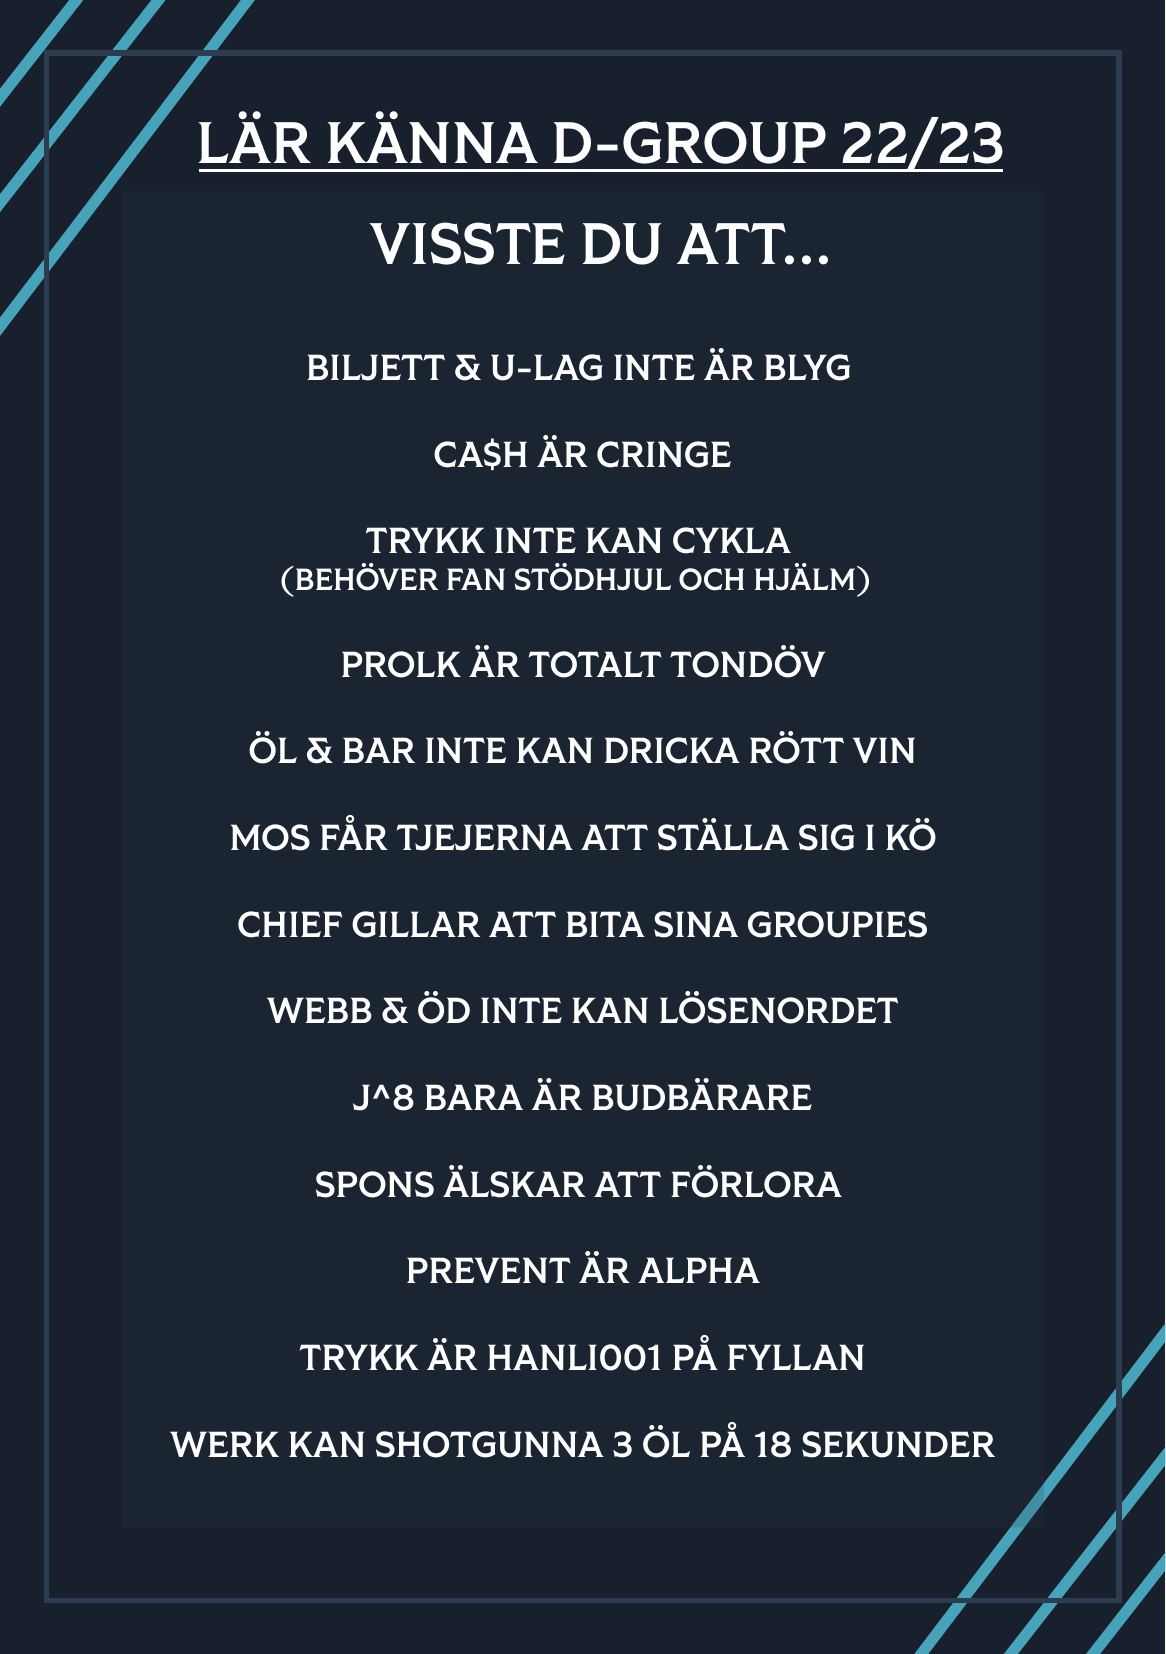 LÄR KÄNNA D-GROUP 22/23
VISSTE DU ATT...
BILJETT & U-LAG INTE ÄR BLYG
CA$H ÄR CRINGE
TRYKK INTE KAN CYKLA
(BEHÖVER FAN STÖDHJUL OCH HJÄLM)
PROLK ÄR TOTALT TONDÖV
ÖL & BAR INTE KAN DRICKA RÖTT VIN
MOS FÅR TJEJERNA ATT STÄLLA SIG I KÖ
CHIEF GILLAR ATT BITA SINA GROUPIES
WEBB & ÖD INTE KAN LÖSENORDET
J^8 BARA ÄR BUDBÄRARE
SPONS ÄLSKAR ATT FÖRLORA
PREVENT ÄR ALPHA
TRYKK ÄR HANLI001 PÅ FYLLAN
WERK KAN SHOTGUNNA 3 ÖL PÅ 18 SEKUNDER